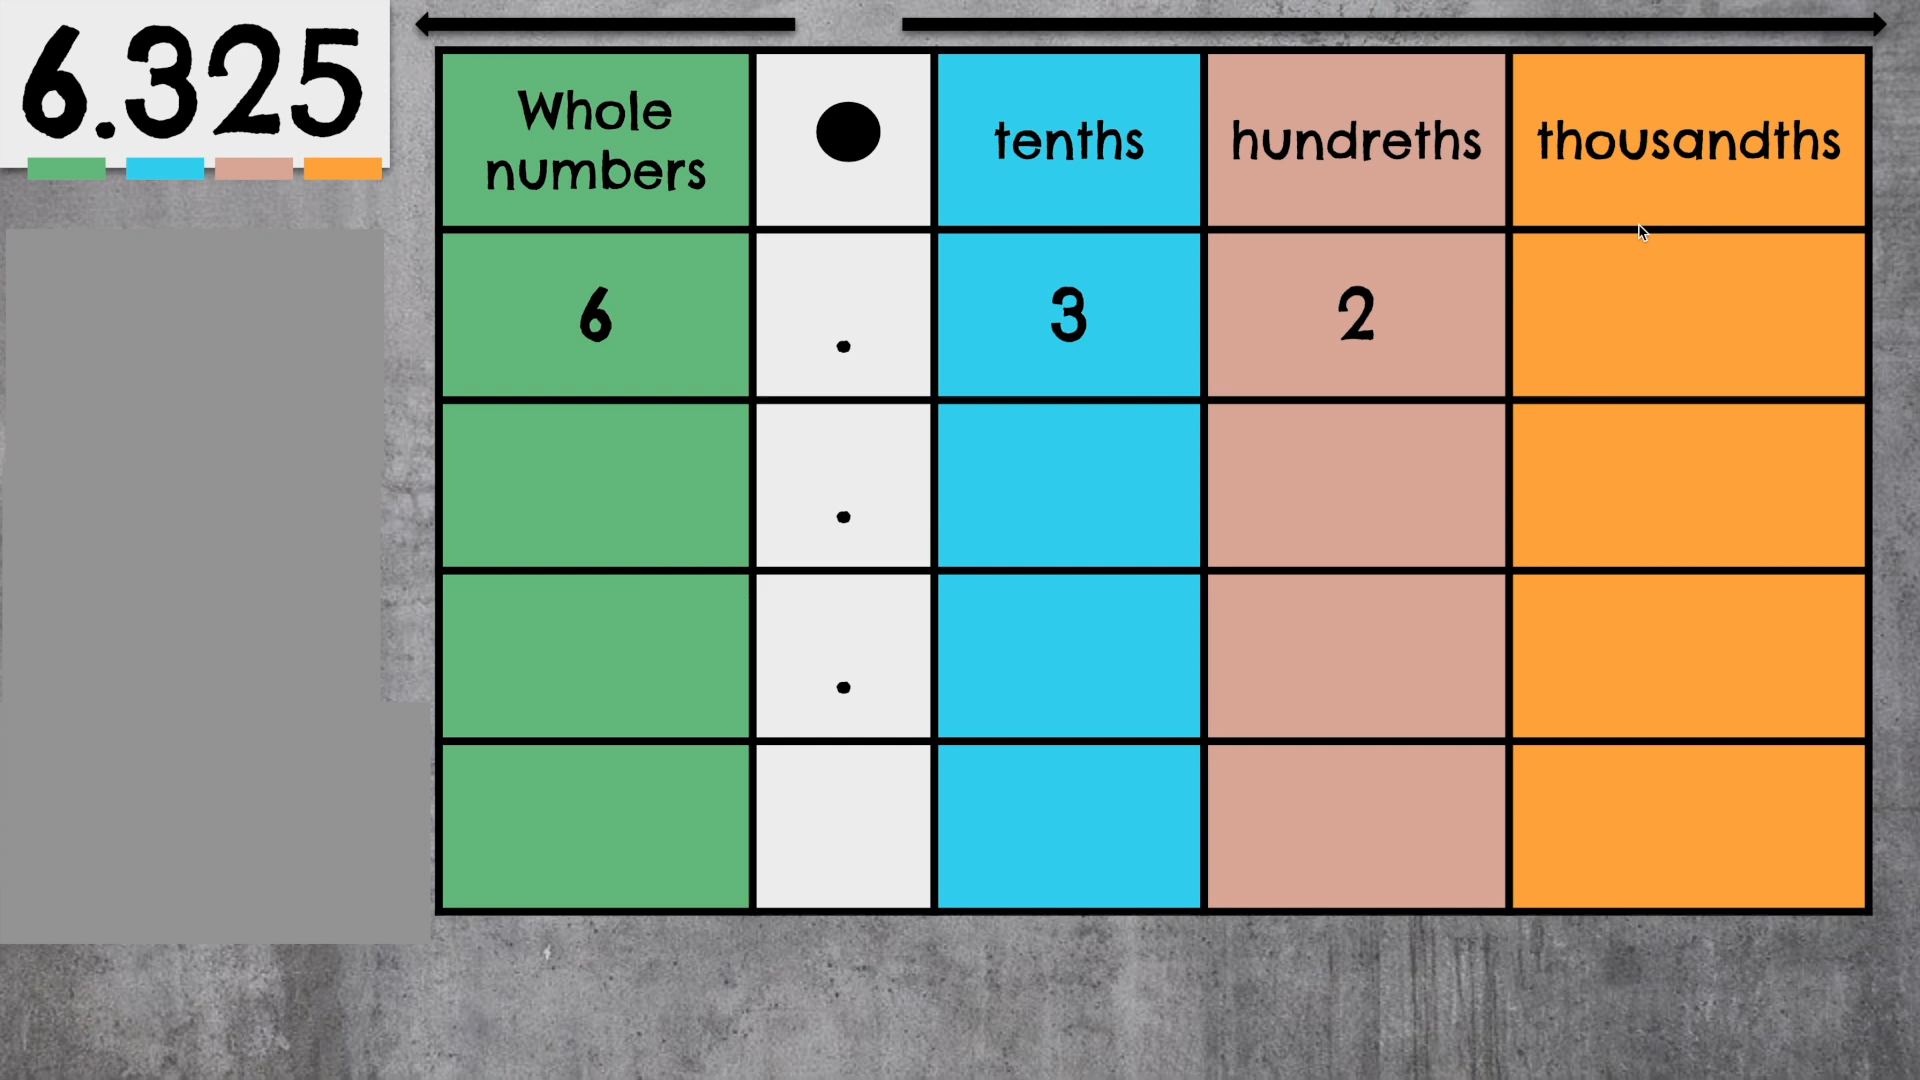 6.325
Whole
numbers
tenths
hundreths
thousandths
6 . 3 2
.
.